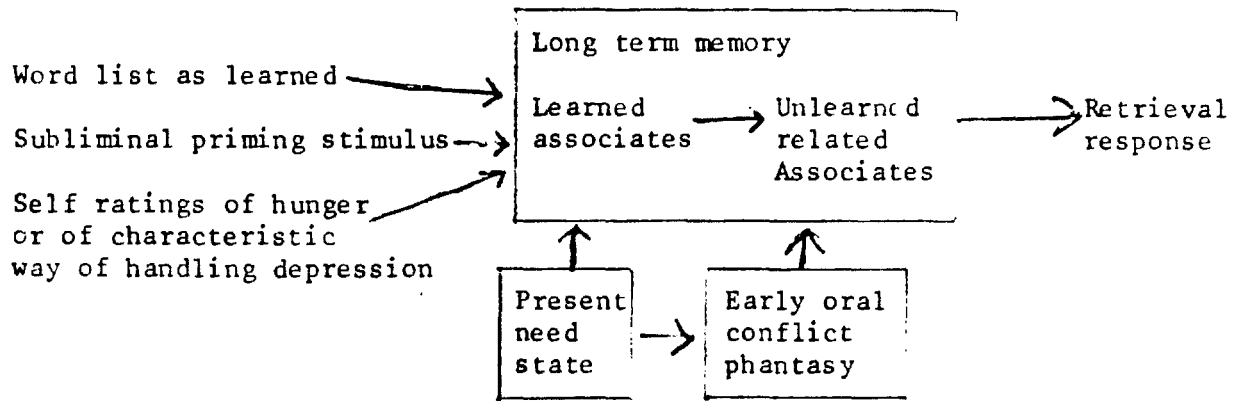 Long term memory
Word list as learned
Learned
associates
Unlearned
related
Associates
Retrieval
response
Subliminal priming stimulus
Self ratings of hunger
or of characteristic
way of handling depression
Present
need
state
Early oral
conflict
phantasy